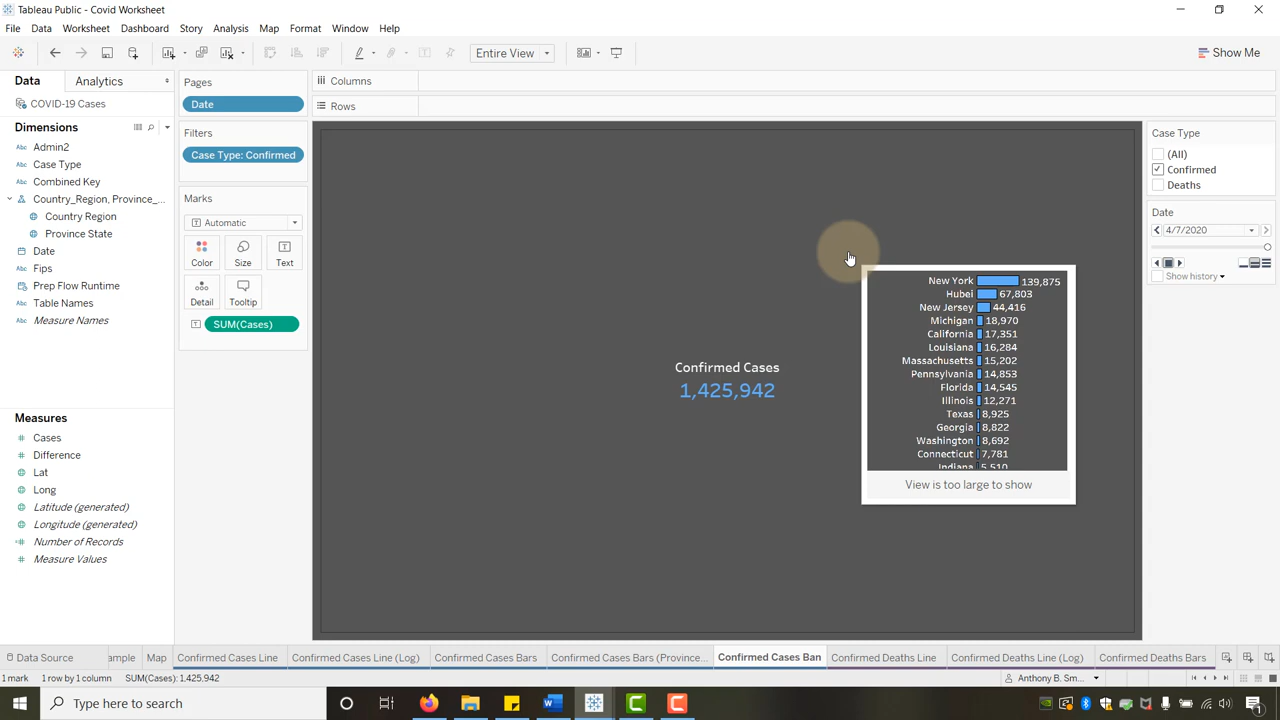 Tableau Public - Covid Worksheet
File Data Worksheet Dashboard Story Analysis Map Format Window Help
Entire View
Show Me
Data Analytics
COVID-19 Cases
Dimensions
Admin2
Case Type
Combined Key
Country_Region, Province_...
Country Region
Province State
Date
Fips
Prep Flow Runtime
Table Names
Measure Names
Measures
Cases
Difference
Lat
Long
Latitude (generated)
Longitude (generated)
Number of Records
Measure Values
Pages
Date
Filters
Case Type: Confirmed
Marks
Automatic
Color Size Text
Detail Tooltip
SUM(Cases)
Columns
Rows
Confirmed Cases
1,425,942
New York 139,875
Hubei 67,803
New Jersey 44,416
Michigan 18,970
California 17,351
Louisiana 16,284
Massachusetts 15,202
Pennsylvania 14,853
Florida 14,545
Illinois 12,271
Texas 8,925
Georgia 8,822
Washington 8,692
Connecticut 7,781
Indiana 5,510
View is too large to show
Case Type
(All)
Confirmed
Deaths
Date
4/7/2020
Show history
Data Source ample Map Confirmed Cases Line Confirmed Cases Line (Log) Confirmed Cases Bars Confirmed Cases Bars (Province... Confirmed Cases Ban Confirmed Deaths Line Confirmed Deaths Line (Log) Confirmed Deaths Bars
1 mark 1 row by 1 column SUM(Cases): 1,425,942 Anthony B. Sm...
Type here to search